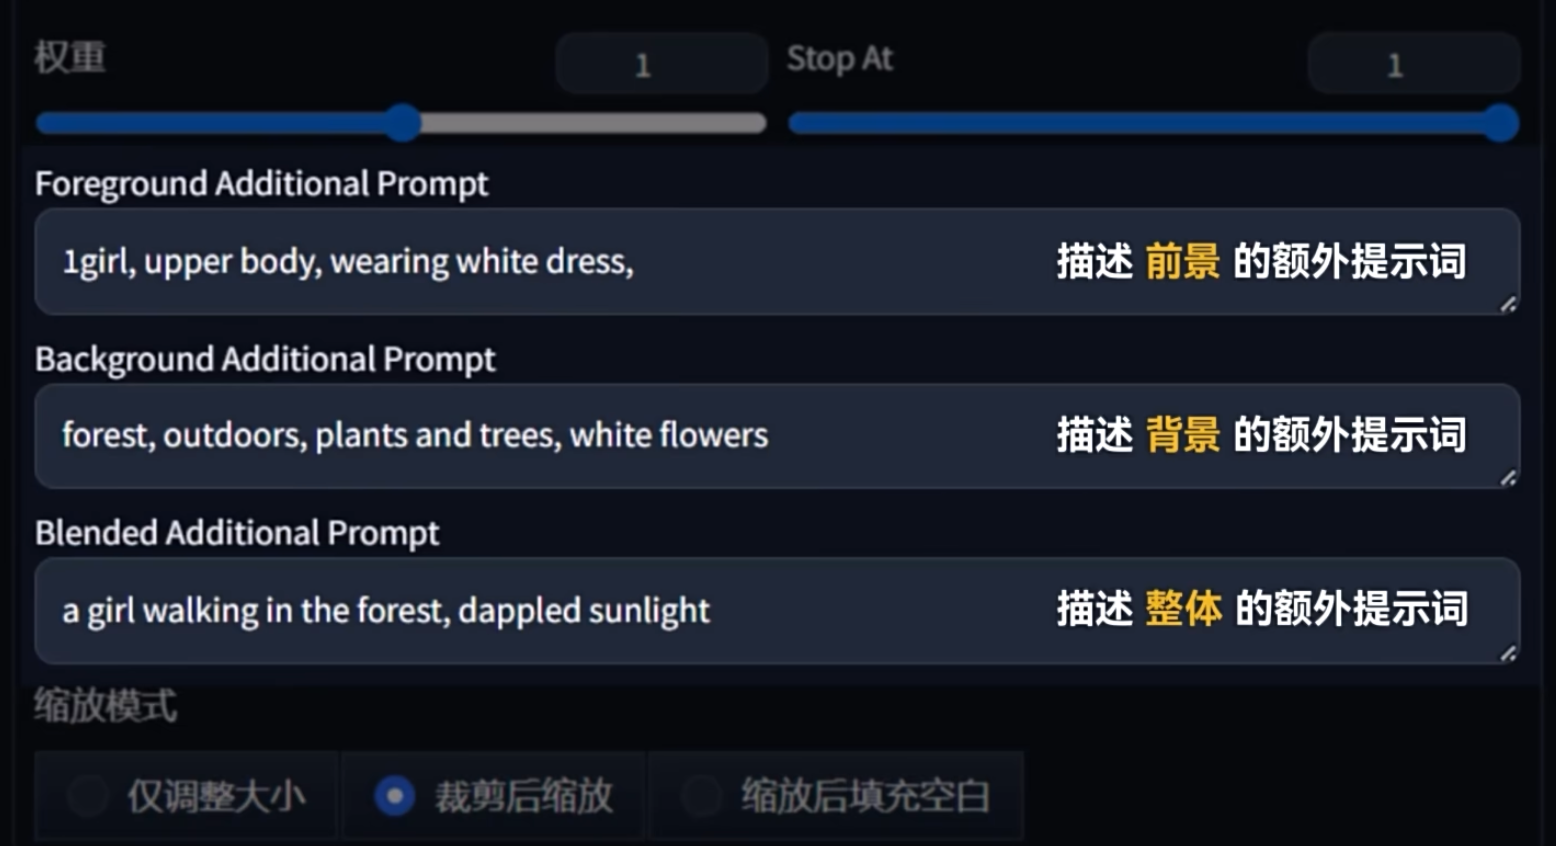 权重 1 Stop At 1
Foreground Additional Prompt
1girl, upper body, wearing white dress, 描述 前景 的额外提示词
Background Additional Prompt
forest, outdoors, plants and trees, white flowers 描述 背景 的额外提示词
Blended Additional Prompt
a girl walking in the forest, dappled sunlight 描述 整体 的额外提示词
缩放模式
仅调整大小 裁剪后缩放 缩放后填充空白